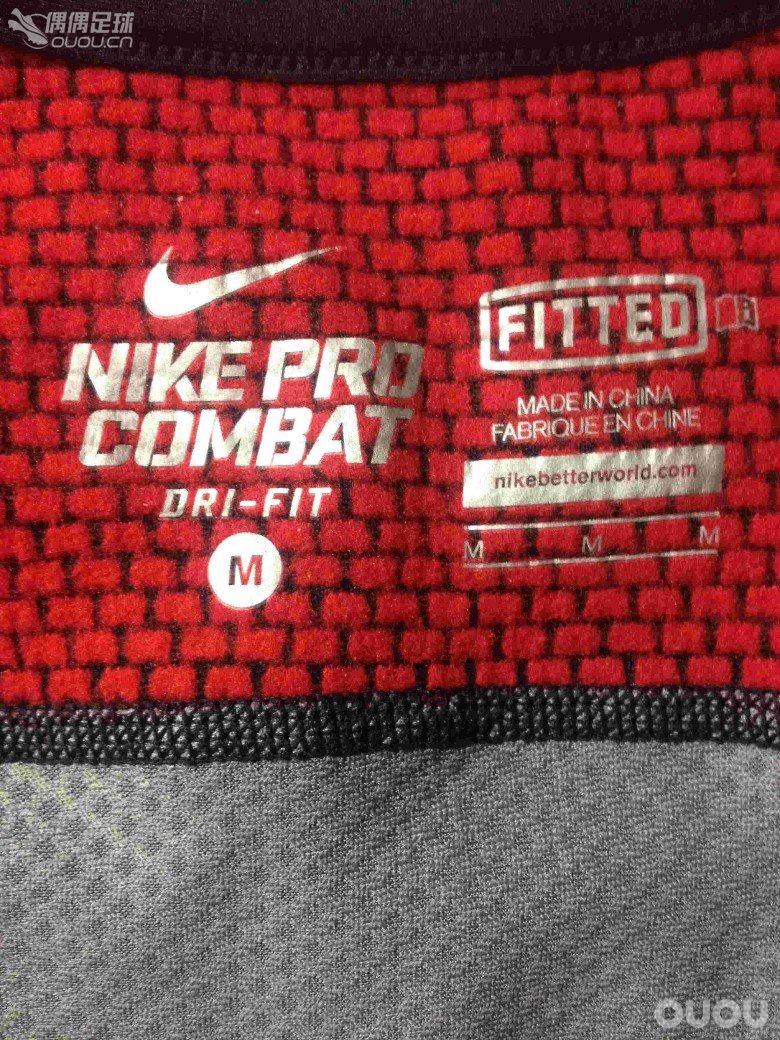 偶偶足球
OUOU.CN
NIKE PRO
COMBAT
DRI-FIT
M
FITTED
MADE IN CHINA
FABRIQUE EN CHINE
nikebetterworld.com
M M M
OUOU